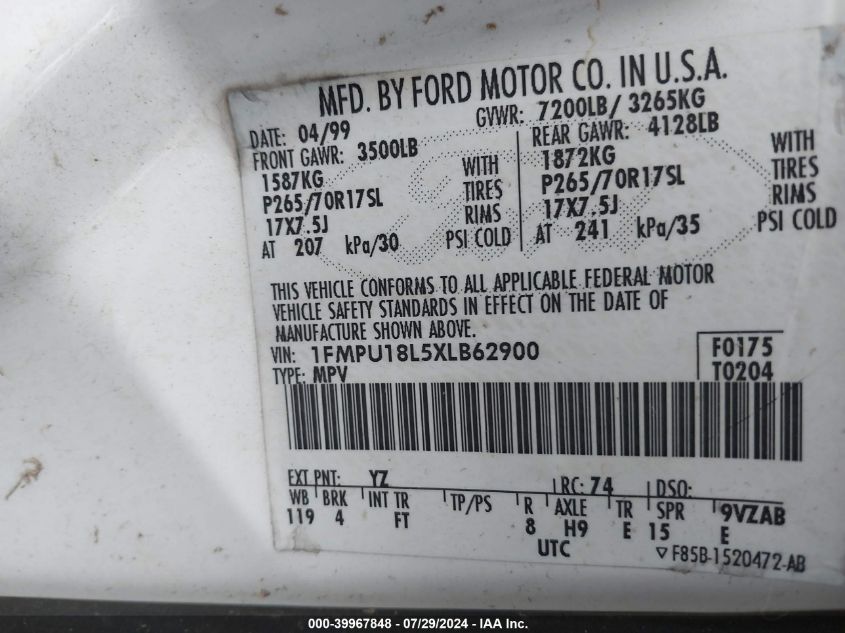 MFD. BY FORD MOTOR CO. IN U.S.A.
DATE: 04/99 GVWR: 7200LB/ 3265KG
FRONT GAWR: 3500LB REAR GAWR: 4128LB
1587KG WITH 1872KG WITH
P265/70R17SL TIRES P265/70R17SL TIRES
17X7.5J RIMS 17X7.5J RIMS
AT 207 kPa/30 PSI COLD AT 241 kPa/35 PSI COLD
THIS VEHICLE CONFORMS TO ALL APPLICABLE FEDERAL MOTOR
VEHICLE SAFETY STANDARDS IN EFFECT ON THE DATE OF
MANUFACTURE SHOWN ABOVE.
VIN: 1FMPU18L5XLB62900 F0175
TYPE: MPV T0204
EXT PNT: YZ RC: 74 DSO:
WB BRK INT TR TP/PS R AXLE TR SPR 9VZAB
119 4 FT 8 H9 E 15 E
UTC ▽F85B-1520472-AB
000-39967848 | 07/29/2024 - IAA Inc.